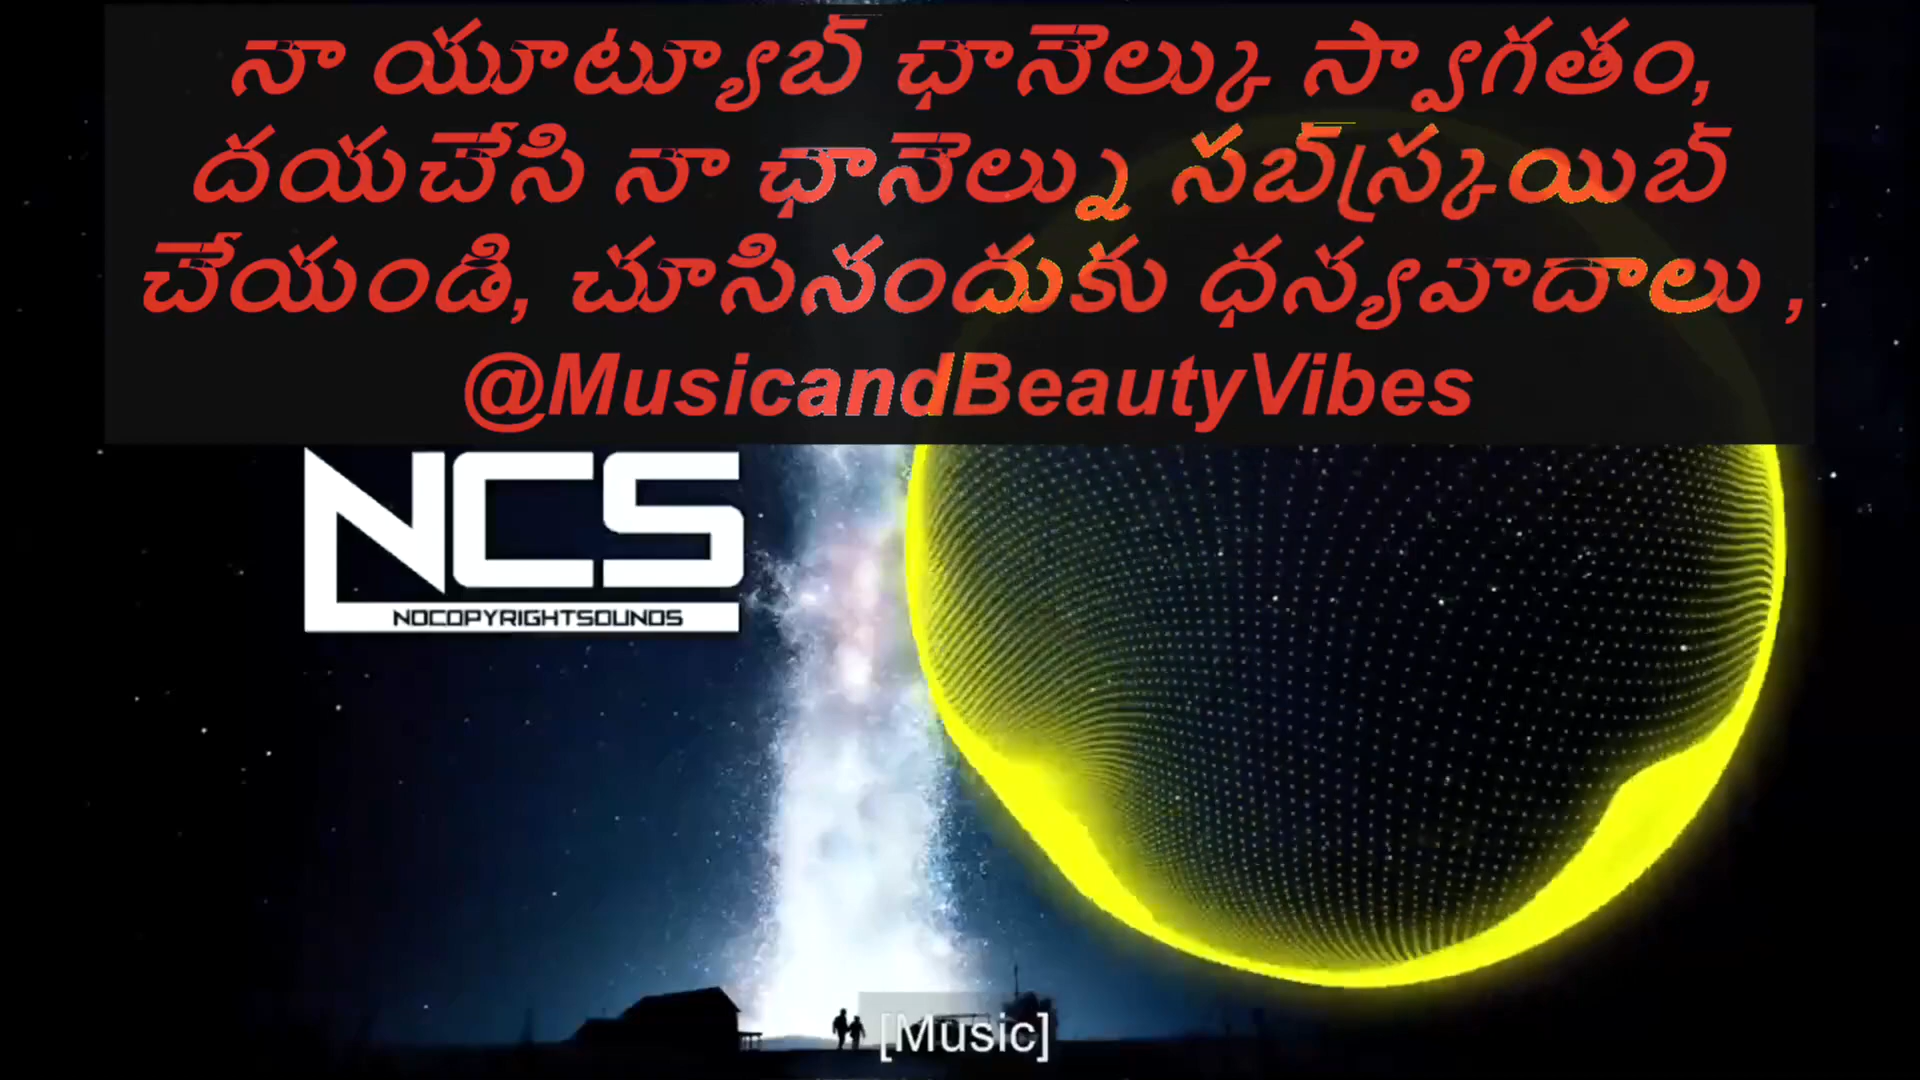 నా యూట్యూబ్ ఛానెల్కు స్వాగతం,
దయచేసి నా ఛానెల్ను సబ్‌స్క్రయిబ్
చేయండి, చూసినందుకు ధన్యవాదాలు ,
@MusicandBeautyVibes
NCS
NOCOPYRIGHTSOUNDS
[Music]